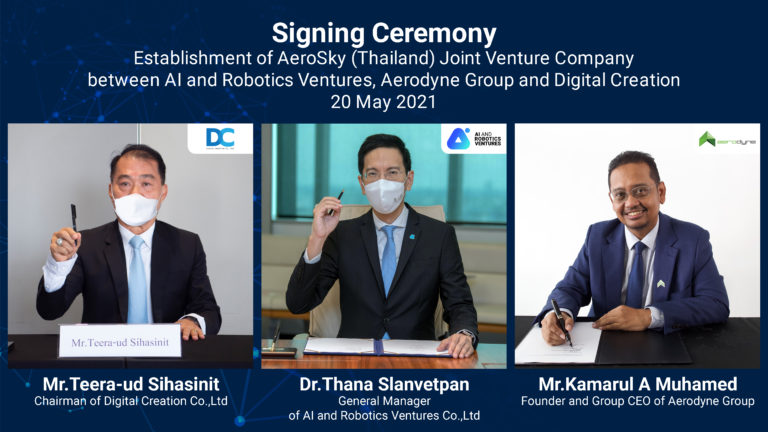 Signing Ceremony
Establishment of AeroSky (Thailand) Joint Venture Company
between AI and Robotics Ventures, Aerodyne Group and Digital Creation
20 May 2021
DC
AI AND
ROBOTICS
VENTURES
aerodyne
Mr.Teera-ud Sihasinit
Mr.Teera-ud Sihasinit
Chairman of Digital Creation Co.,Ltd
Dr.Thana Slanvetpan
General Manager
of AI and Robotics Ventures Co.,Ltd
Mr.Kamarul A Muhamed
Founder and Group CEO of Aerodyne Group